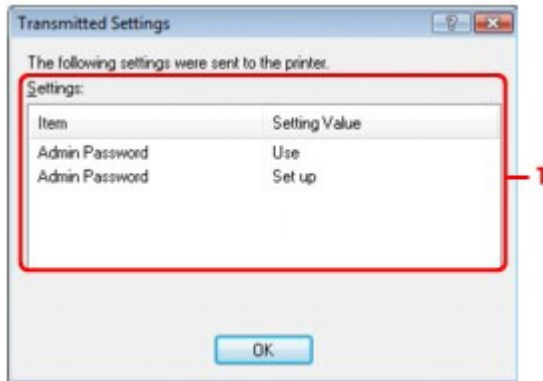 Transmitted Settings
The following settings were sent to the printer.
Settings:
Item Setting Value
Admin Password Use
Admin Password Set up
1
OK